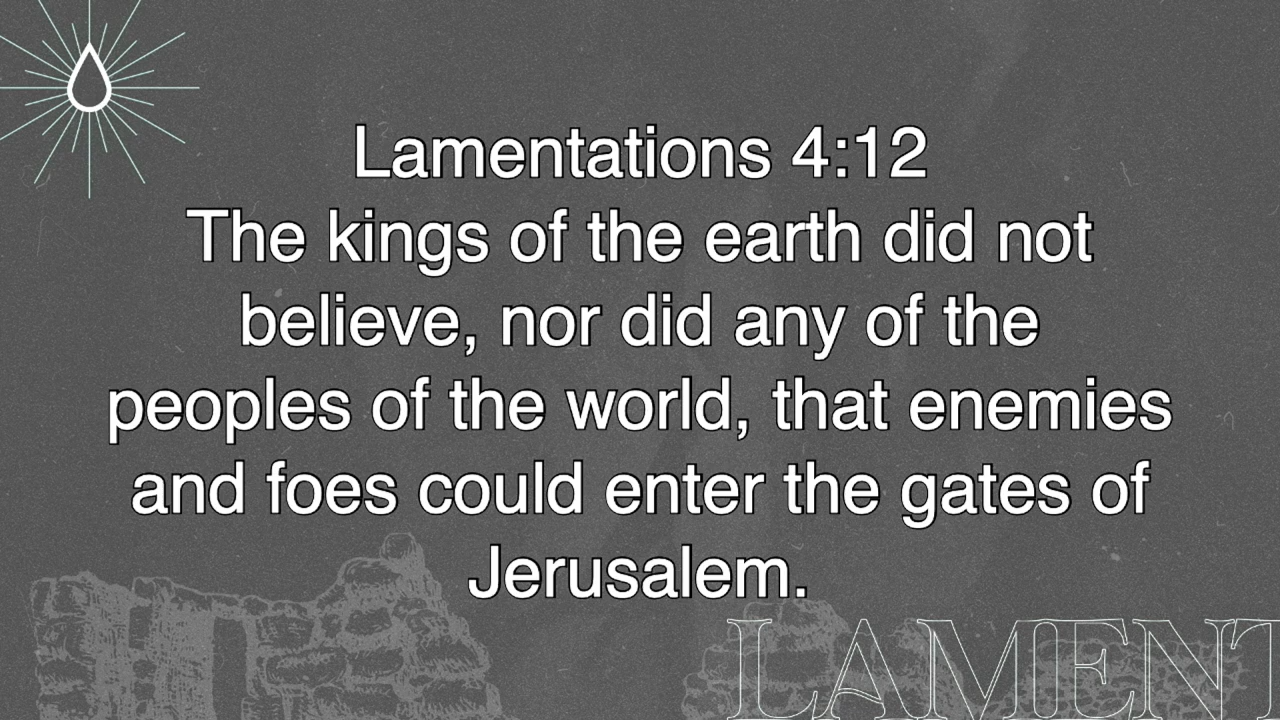 Lamentations 4:12
The kings of the earth did not
believe, nor did any of the
peoples of the world, that enemies
and foes could enter the gates of
Jerusalem.
LAMENT